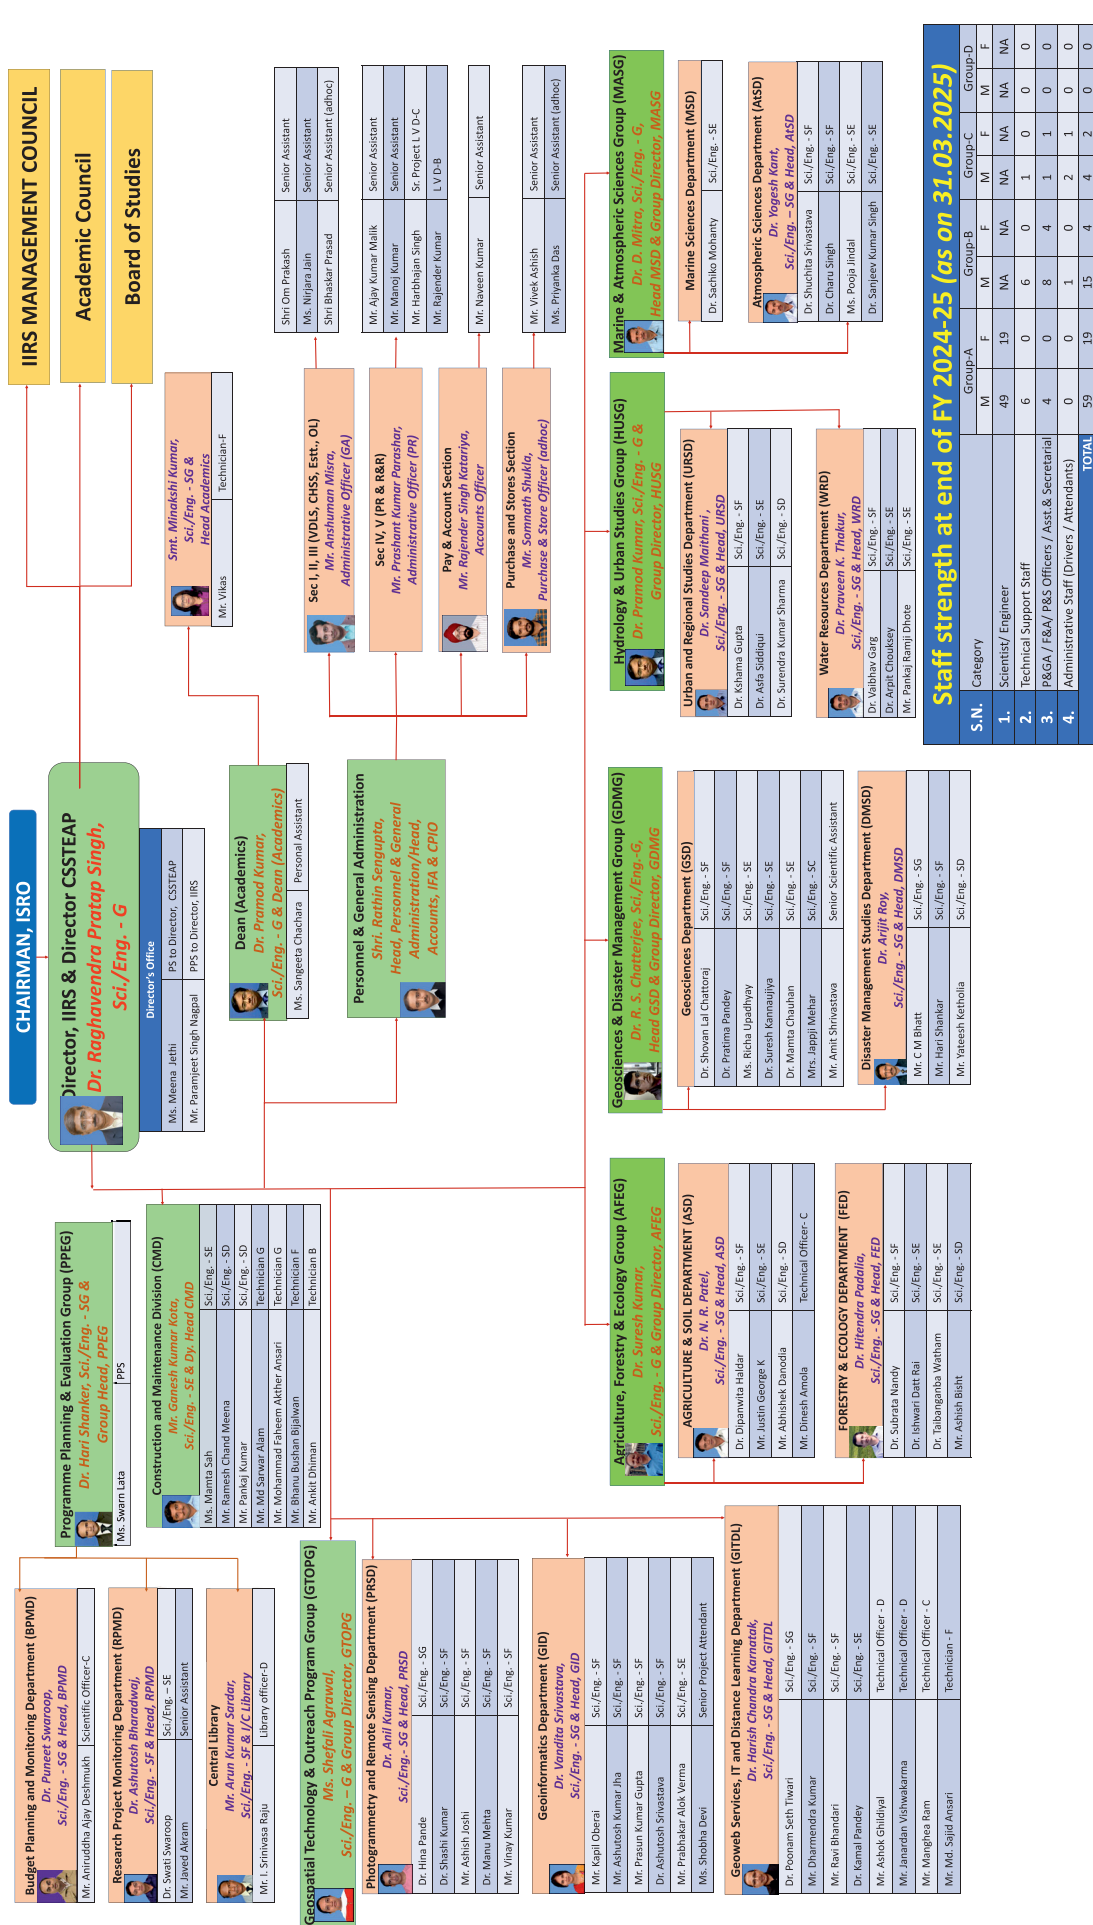 CHAIRMAN, ISRO
Director, IIRS & Director CSSTEAP
Dr. Raghavendra Pratap Singh,
Sci./Eng. - G
Director's Office
Ms. Meena Jethi PS to Director, CSSTEAP
Mr. Paramjeet Singh Nagpal PPS to Director, IIRS
IIRS MANAGEMENT COUNCIL
Academic Council
Board of Studies
Programme Planning & Evaluation Group (PPEG)
Dr. Hari Shanker, Sci./Eng. - SG &
Group Head, PPEG
Ms. Swarn Lata PPS
Budget Planning and Monitoring Department (BPMD)
Dr. Puneet Swaroop,
Sci./Eng. - SG & Head, BPMD
Mr. Aniruddha Ajay Deshmukh Scientific Officer-C
Research Project Monitoring Department (RPMD)
Dr. Ashutosh Bharadwaj,
Sci./Eng. - SF & Head, RPMD
Dr. Swati Swaroop Sci./Eng. – SE
Mr. Javed Akram Senior Assistant
Central Library
Mr. Arun Kumar Sardar,
Sci./Eng. - SF & I/C Library
Mr. I. Srinivasa Raju Library officer-D
Construction and Maintenance Division (CMD)
Mr. Ganesh Kumar Kota,
Sci./Eng. - SE & Dy. Head CMD
Ms. Mamta Sah Sci./Eng. - SE
Mr. Ramesh Chand Meena Sci./Eng. - SD
Mr. Pankaj Kumar Sci./Eng. - SD
Mr. Md Sarwar Alam Technician G
Mr. Mohammad Faheem Akther Ansari Technician G
Mr. Bhanu Bushan Bijalwan Technician F
Mr. Ankit Dhiman Technician B
Dean (Academics)
Dr. Pramod Kumar,
Sci./Eng. - G & Dean (Academics)
Ms. Sangeeta Chachara Personal Assistant
Smt. Minakshi Kumar,
Sci./Eng. - SG &
Head Academics
Mr. Vikas Technician-F
Personnel & General Administration
Shri. Rathin Sengupta,
Head, Personnel & General
Administration/Head,
Accounts, IFA & CPIO
Sec I, II, III (VDLS, CHSS, Estt., OL)
Mr. Anshuman Misra,
Administrative Officer (GA)
Shri Om Prakash Senior Assistant
Ms. Nirjara Jain Senior Assistant
Shri Bhaskar Prasad Senior Assistant (adhoc)
Sec IV, V (PR & R&R)
Mr. Prashant Kumar Parashar,
Administrative Officer (PR)
Mr. Ajay Kumar Malik Senior Assistant
Mr. Manoj Kumar Senior Assistant
Mr. Harbhajan Singh Sr. Project L V D-C
Mr. Rajender Kumar L V D-B
Pay & Account Section
Mr. Rajender Singh Katariya,
Accounts Officer
Mr. Naveen Kumar Senior Assistant
Purchase and Stores Section
Mr. Somnath Shukla,
Purchase & Store Officer (adhoc)
Mr. Vivek Ashish Senior Assistant
Ms. Priyanka Das Senior Assistant (adhoc)
Geospatial Technology & Outreach Program Group (GTOPG)
Ms. Shefali Agrawal,
Sci./Eng. – G & Group Director, GTOPG
Photogrammetry and Remote Sensing Department (PRSD)
Dr. Anil Kumar,
Sci./Eng.- SG & Head, PRSD
Dr. Hina Pande Sci./Eng. - SG
Dr. Shashi Kumar Sci./Eng. - SF
Mr. Ashish Joshi Sci./Eng. - SF
Dr. Manu Mehta Sci./Eng. - SF
Mr. Vinay Kumar Sci./Eng. - SF
Geoinformatics Department (GID)
Dr. Vandita Srivastava,
Sci./Eng. - SG & Head, GID
Mr. Kapil Oberai Sci./Eng. - SF
Mr. Ashutosh Kumar Jha Sci./Eng. - SF
Mr. Prasun Kumar Gupta Sci./Eng. - SF
Dr. Ashutosh Srivastava Sci./Eng. - SF
Mr. Prabhakar Alok Verma Sci./Eng. - SE
Ms. Shobha Devi Senior Project Attendant
Geoweb Services, IT and Distance Learning Department (GITDL)
Dr. Harish Chandra Karnatak,
Sci./Eng. - SG & Head, GITDL
Dr. Poonam Seth Tiwari Sci./Eng. - SG
Mr. Dharmendra Kumar Sci./Eng. - SF
Mr. Ravi Bhandari Sci./Eng. - SF
Dr. Kamal Pandey Sci./Eng. - SE
Mr. Ashok Ghildiyal Technical Officer - D
Mr. Janardan Vishwakarma Technical Officer - D
Mr. Manghea Ram Technical Officer - C
Mr. Md. Sajid Ansari Technician - F
Agriculture, Forestry & Ecology Group (AFEG)
Dr. Suresh Kumar,
Sci./Eng. - G & Group Director, AFEG
AGRICULTURE & SOIL DEPARTMENT (ASD)
Dr. N. R. Patel,
Sci./Eng. - SG & Head, ASD
Dr. Dipanwita Haldar Sci./Eng. - SF
Mr. Justin George K Sci./Eng. - SE
Mr. Abhishek Danodia Sci./Eng. - SD
Mr. Dinesh Amola Technical Officer- C
FORESTRY & ECOLOGY DEPARTMENT (FED)
Dr. Hitendra Padalia,
Sci./Eng. - SG & Head, FED
Dr. Subrata Nandy Sci./Eng. - SF
Dr. Ishwari Datt Rai Sci./Eng. - SE
Dr. Taibanganba Watham Sci./Eng. - SE
Mr. Ashish Bisht Sci./Eng. - SD
Geosciences & Disaster Management Group (GDMG)
Dr. R. S. Chatterjee, Sci./Eng.-G,
Head GSD & Group Director, GDMG
Geosciences Department (GSD)
Dr. Shovan Lal Chattoraj Sci./Eng. - SF
Dr. Pratima Pandey Sci./Eng. - SF
Ms. Richa Upadhyay Sci./Eng. - SE
Dr. Suresh Kannaujiya Sci./Eng. - SE
Dr. Mamta Chauhan Sci./Eng. - SE
Mrs. Jappji Mehar Sci./Eng. - SC
Mr. Amit Shrivastava Senior Scientific Assistant
Disaster Management Studies Department (DMSD)
Dr. Arijit Roy,
Sci./Eng. - SG & Head, DMSD
Mr. C M Bhatt Sci./Eng. - SG
Mr. Hari Shankar Sci./Eng. - SF
Mr. Yateesh Ketholia Sci./Eng. - SD
Hydrology & Urban Studies Group (HUSG)
Dr. Pramod Kumar, Sci./Eng. - G &
Group Director, HUSG
Urban and Regional Studies Department (URSD)
Dr. Sandeep Maithani ,
Sci./Eng. - SG & Head, URSD
Dr. Kshama Gupta Sci./Eng. - SF
Dr. Asfa Siddiqui Sci./Eng. - SE
Dr. Surendra Kumar Sharma Sci./Eng. - SD
Water Resources Department (WRD)
Dr. Praveen K. Thakur,
Sci./Eng. - SG & Head, WRD
Dr. Vaibhav Garg Sci./Eng. - SF
Dr. Arpit Chouksey Sci./Eng. - SE
Mr. Pankaj Ramji Dhote Sci./Eng. - SE
Marine & Atmospheric Sciences Group (MASG)
Dr. D. Mitra, Sci./Eng. - G,
Head MSD & Group Director, MASG
Marine Sciences Department (MSD)
Dr. Sachiko Mohanty Sci./Eng. - SE
Atmospheric Sciences Department (AtSD)
Dr. Yogesh Kant,
Sci./Eng. – SG & Head, AtSD
Dr. Shuchita Srivastava Sci./Eng. - SF
Dr. Charu Singh Sci./Eng. - SF
Ms. Pooja Jindal Sci./Eng. - SE
Dr. Sanjeev Kumar Singh Sci./Eng. - SE
Staff strength at end of FY 2024-25 (as on 31.03.2025)
S.N. Category Group-A Group-B Group-C Group-D
M F M F M F M F
1. Scientist/ Engineer 49 19 NA NA NA NA NA NA
2. Technical Support Staff 6 0 6 0 1 0 0 0
3. P&GA / F&A/ P&S Officers / Asst.& Secretarial 4 0 8 4 1 1 0 0
4. Administrative Staff (Drivers / Attendants) 0 0 1 0 2 1 0 0
TOTAL 59 19 15 4 4 2 0 0